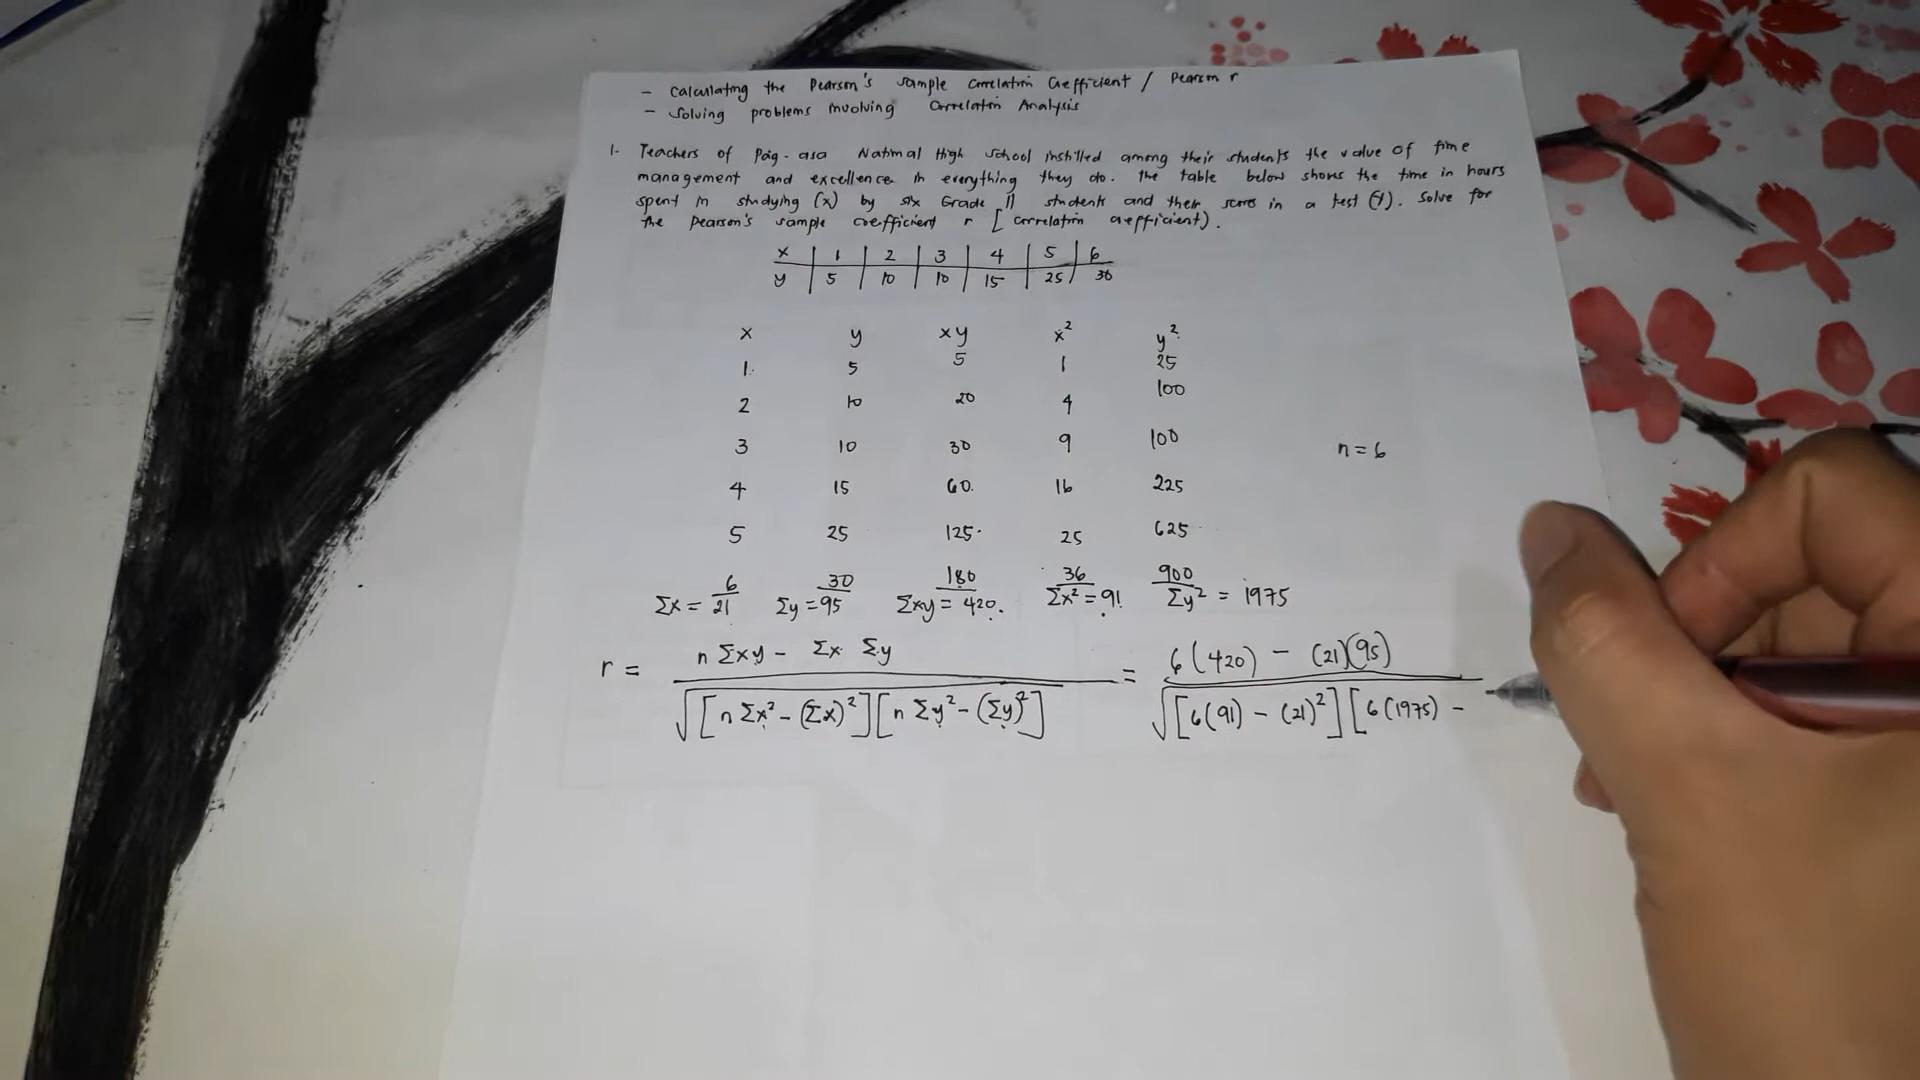 - Calculating the Pearson's Sample Correlation Coefficient / Pearson r
- Solving problems involving Correlation Analysis
1. Teachers of Pag-asa National High School instilled among their students the value of time
management and excellence in everything they do. The table below shows the time in hours
spent in studying (x) by six Grade 11 students and their scores in a test (y). Solve for
the Pearson's sample coefficient r [correlation coefficient).
x 1 2 3 4 5 6
y 5 10 10 15 25 30
x y xy x² y²
1. 5 5 1 25
2 10 20 4 100
3 10 30 9 100
n = 6
4 15 60. 16 225
5 25 125. 25 625
6 30 180 36 900
Σx = 21 Σy = 95 Σxy = 420. Σx² = 91 Σy² = 1975
r = n Σxy - Σx Σy / √[n Σx² - (Σx)²][n Σy² - (Σy)²] = 6(420) - (21)(95) / √[6(91) - (21)²][6(1975) -